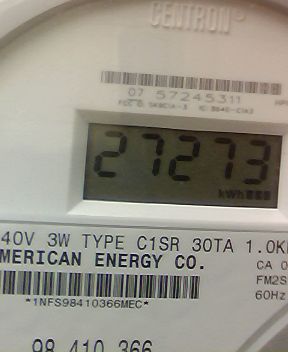 CENTRON®
07 57245311
27273
kWh
40V 3W TYPE C1SR 30TA 1.0K
MERICAN ENERGY CO.
CA 0
FM2S
60Hz
*1NFS98410366MEC*
98 410 366